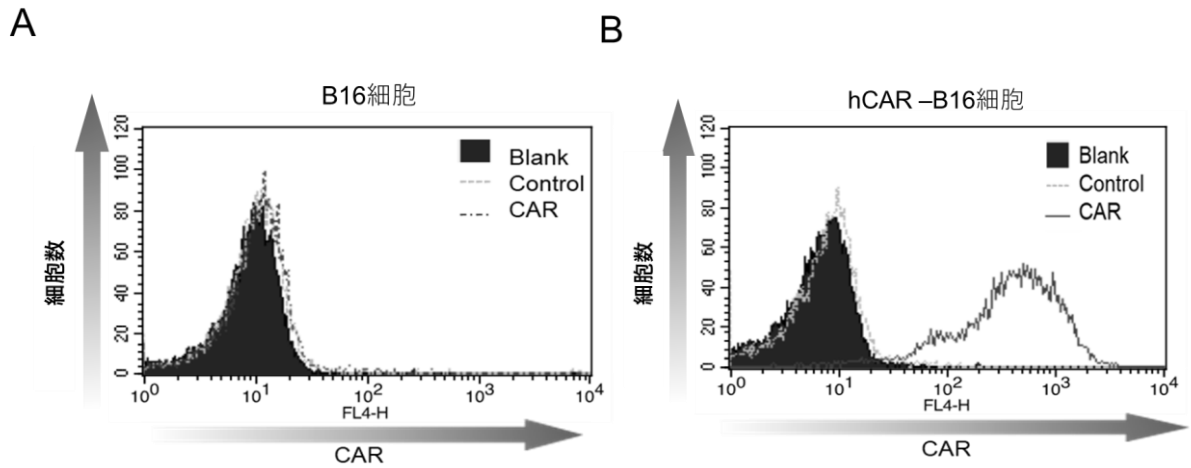 A
B16細胞
120
100
80
60
40
20
0
細胞数
Blank
Control
CAR
10⁰
10¹
10²
10³
10⁴
FL4-H
CAR
B
hCAR –B16細胞
120
100
80
60
40
20
0
細胞数
Blank
Control
CAR
10⁰
10¹
10²
10³
10⁴
FL4-H
CAR